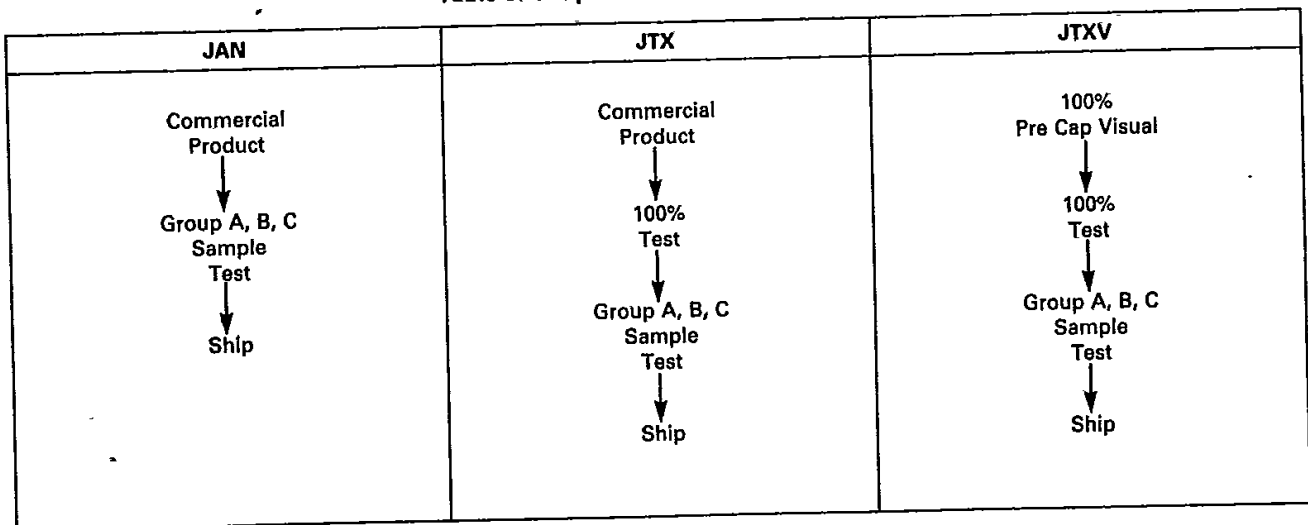 JAN
Commercial
Product
Group A, B, C
Sample
Test
Ship
JTX
Commercial
Product
100%
Test
Group A, B, C
Sample
Test
Ship
JTXV
100%
Pre Cap Visual
100%
Test
Group A, B, C
Sample
Test
Ship